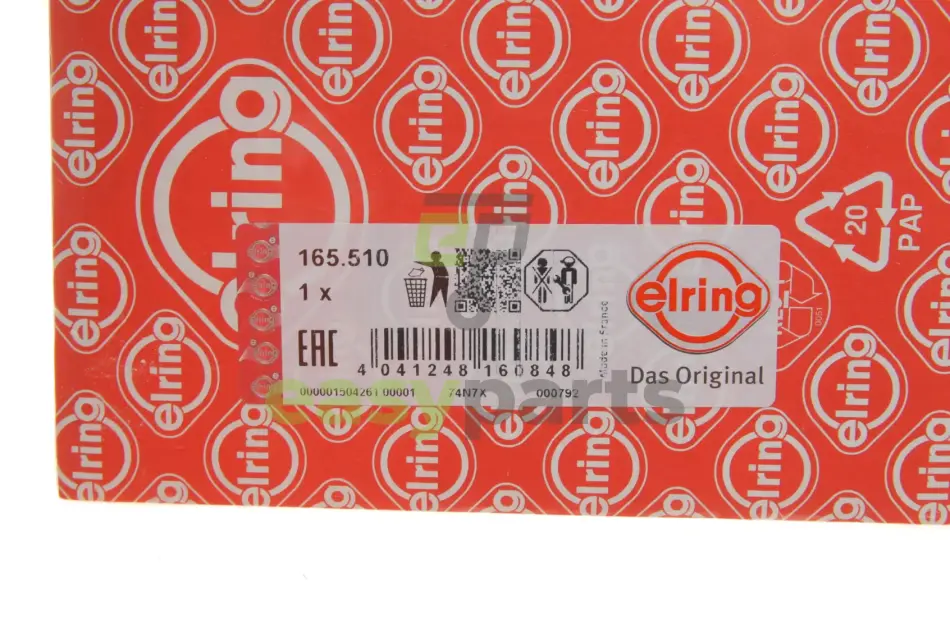 elring
165.510
1 x
EAC
4 041248 160848
000001504261 00001 74N7X 000792
Made in France
elring
Das Original
easyparts
20
PAP